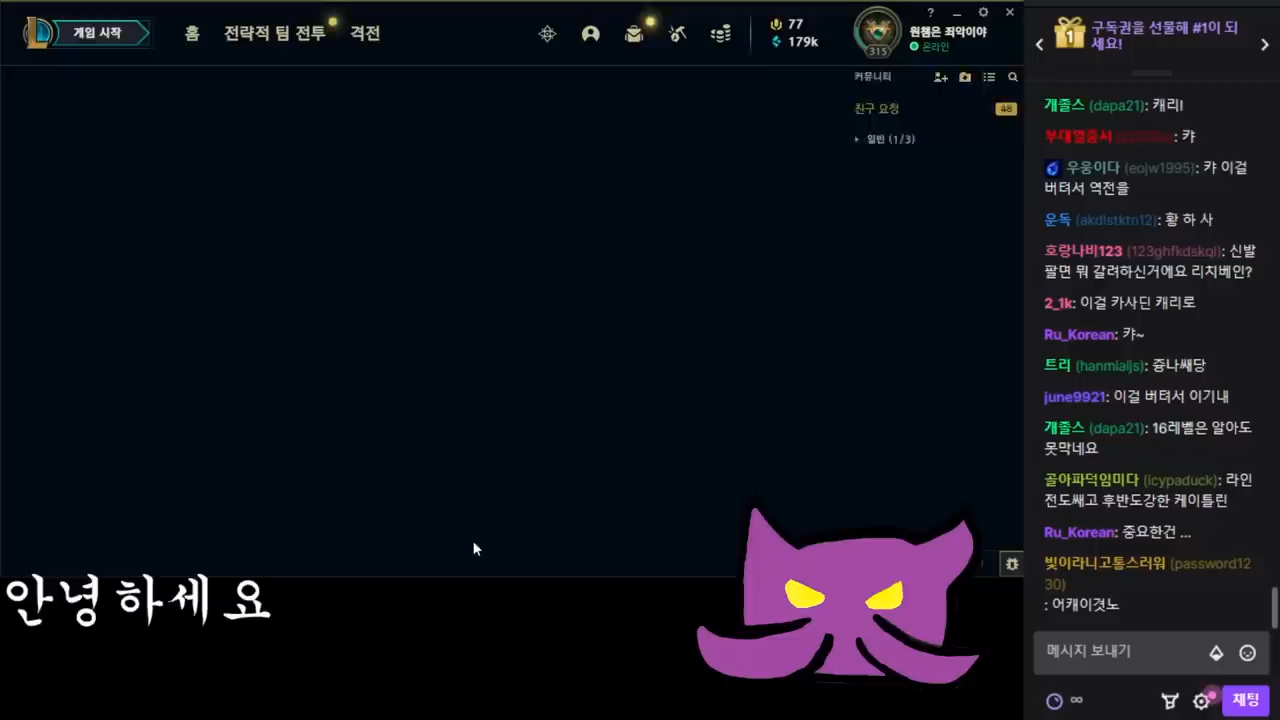 게임 시작
홈 전략적 팀 전투 격전
77
179k
315
?
원챔은 죄악이야
온라인
커뮤니티
친구 요청
일반 (1/3)
안녕하세요
1
구독권을 선물해 #1이 되
세요!
개졸스 (dapa21): 캐리!
부대열중쉬 : 캬
우웅이다 (eojw1995): 캬 이걸
버텨서 역전을
운독 (akdlstktn12): 황 하 사
호랑나비123 (123ghfkdskql): 신발
팔면 뭐 갈려하신거에요 리치베인?
2_1k: 이걸 카사딘 캐리로
Ru_Korean: 캬~
트리 (hanmialjs): 즁나쌔당
june9921: 이걸 버텨서 이기내
개졸스 (dapa21): 16레벨은 알아도
못막네요
골아파덕임미다 (icypaduck): 라인
전도쌔고 후반도강한 케이틀린
Ru_Korean: 중요한건 ...
빛이라니고통스러워 (password12
30)
: 어캐이겻노
메시지 보내기
채팅